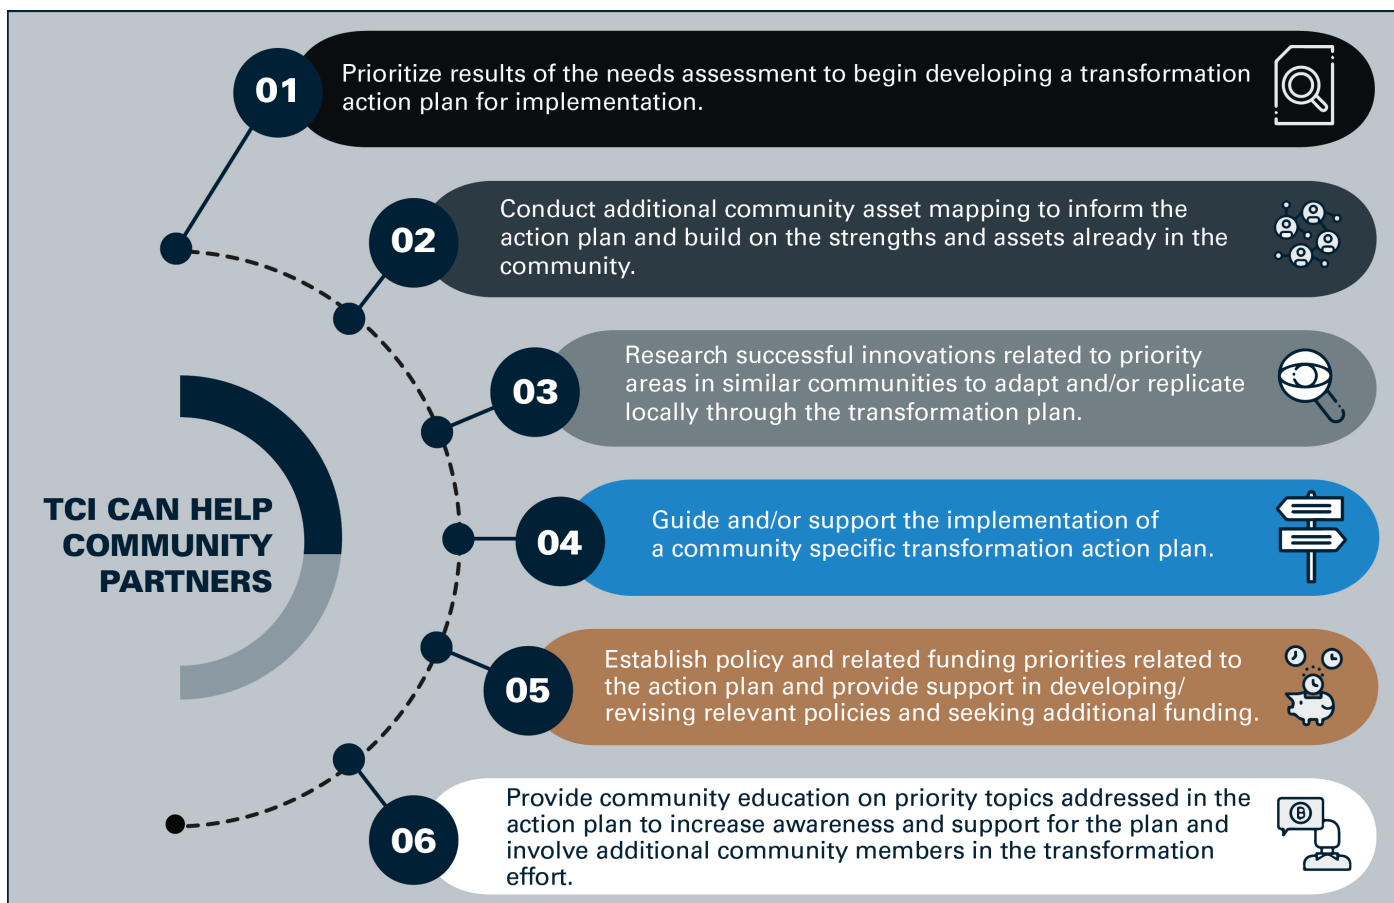 01
Prioritize results of the needs assessment to begin developing a transformation
action plan for implementation.
02
Conduct additional community asset mapping to inform the
action plan and build on the strengths and assets already in the
community.
03
Research successful innovations related to priority
areas in similar communities to adapt and/or replicate
locally through the transformation plan.
TCI CAN HELP
COMMUNITY
PARTNERS
04
Guide and/or support the implementation of
a community specific transformation action plan.
05
Establish policy and related funding priorities related to
the action plan and provide support in developing/
revising relevant policies and seeking additional funding.
06
Provide community education on priority topics addressed in the
action plan to increase awareness and support for the plan and
involve additional community members in the transformation
effort.